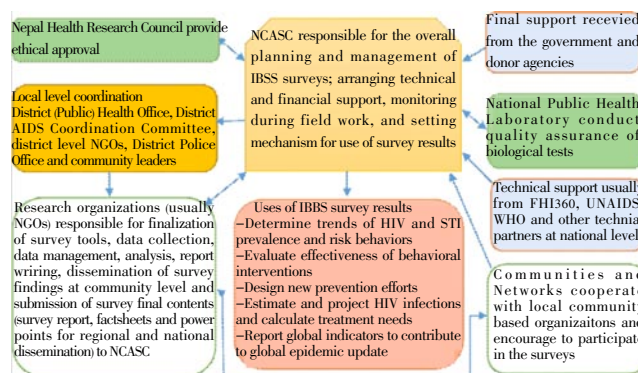 Nepal Health Research Council provide
ethical approval
NCASC responsible for the overall
planning and management of
IBSS surveys; arranging technical
and financial support, monitoring
during field work, and setting
mechanism for use of survey results
Final support recevied
from the government and
donor agencies
Local level coordination
District (Public) Health Office, District
AIDS Coordination Committee,
district level NGOs, District Police
Office and community leaders
National Public Health
Laboratory conduct
quality assurance of
biological tests
Technical support usually
from FHI360, UNAIDS
WHO and other technia
partners at national level
Research organizations (usually
NGOs) responsible for finalization
of survey tools, data collection,
data management, analysis, report
wriring, dissemination of survey
findings at community level and
submission of survey final contents
(survey report, factsheets and power
points for regional and national
dissemination) to NCASC
Uses of IBBS survey results
–Determine trends of HIV and STI
prevalence and risk behaviors
–Evaluate effectiveness of behavioral
interventions
–Design new prevention efforts
–Estimate and project HIV infections
and calculate treatment needs
–Report global indicators to contribute
to global epidemic update
Communities and
Networks cooperate
with local community
based organizaitons and
encourage to participate
in the surveys